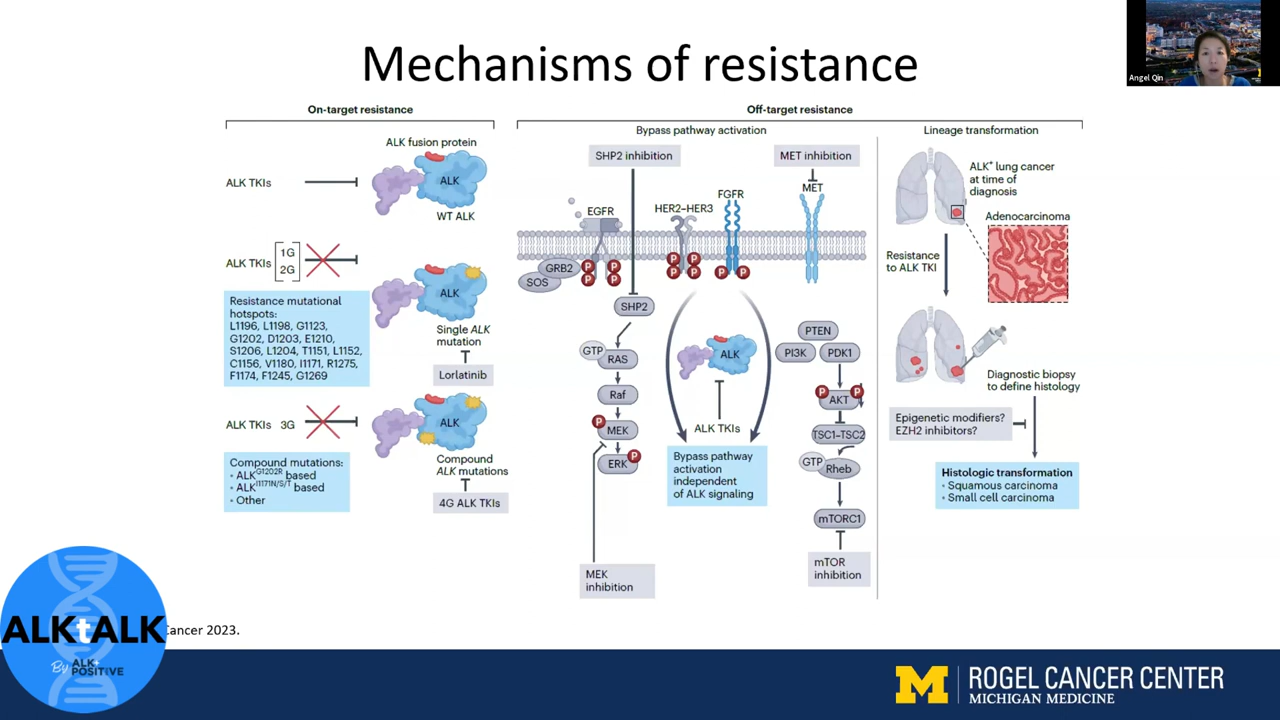 Mechanisms of resistance
Angel Qin
On-target resistance
ALK fusion protein
ALK TKIs
ALK
WT ALK
ALK TKIs
1G
2G
ALK
Resistance mutational
hotspots:
L1196, L1198, G1123,
G1202, D1203, E1210,
S1206, L1204, T1151, L1152,
C1156, V1180, I1171, R1275,
F1174, F1245, G1269
Single ALK
mutation
Lorlatinib
ALK TKIs 3G
ALK
Compound mutations:
• ALKG1202R based
• ALKI1171N/S/T based
• Other
Compound
ALK mutations
4G ALK TKIs
Off-target resistance
Bypass pathway activation
SHP2 inhibition
MET inhibition
MET
EGFR
HER2–HER3
FGFR
GRB2
SOS
P P
P P
P P
P P
P P
SHP2
GTP
RAS
Raf
P
MEK
ERK
P
MEK
inhibition
ALK
ALK TKIs
Bypass pathway
activation
independent
of ALK signaling
PTEN
PI3K
PDK1
P P
AKT
TSC1–TSC2
GTP
Rheb
mTORC1
mTOR
inhibition
Lineage transformation
ALK+ lung cancer
at time of
diagnosis
Adenocarcinoma
Resistance
to ALK TKI
Diagnostic biopsy
to define histology
Epigenetic modifiers?
EZH2 inhibitors?
Histologic transformation
• Squamous carcinoma
• Small cell carcinoma
Cancer 2023.
ALKtALK
By ALK+
POSITIVE
M
ROGEL CANCER CENTER
MICHIGAN MEDICINE